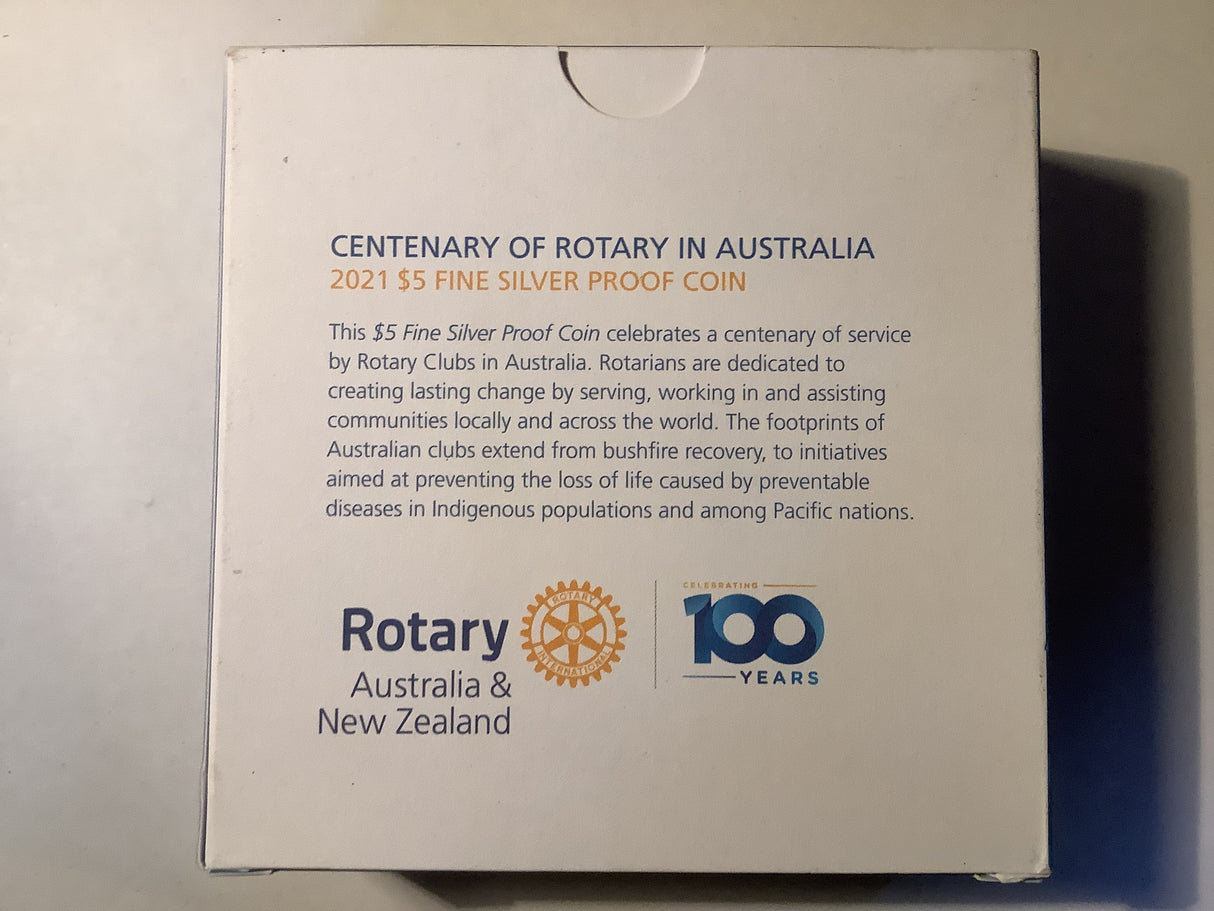 CENTENARY OF ROTARY IN AUSTRALIA
2021 $5 FINE SILVER PROOF COIN
This $5 Fine Silver Proof Coin celebrates a centenary of service
by Rotary Clubs in Australia. Rotarians are dedicated to
creating lasting change by serving, working in and assisting
communities locally and across the world. The footprints of
Australian clubs extend from bushfire recovery, to initiatives
aimed at preventing the loss of life caused by preventable
diseases in Indigenous populations and among Pacific nations.
Rotary
Australia &
New Zealand
ROTARY
INTERNATIONAL
CELEBRATING
100
YEARS